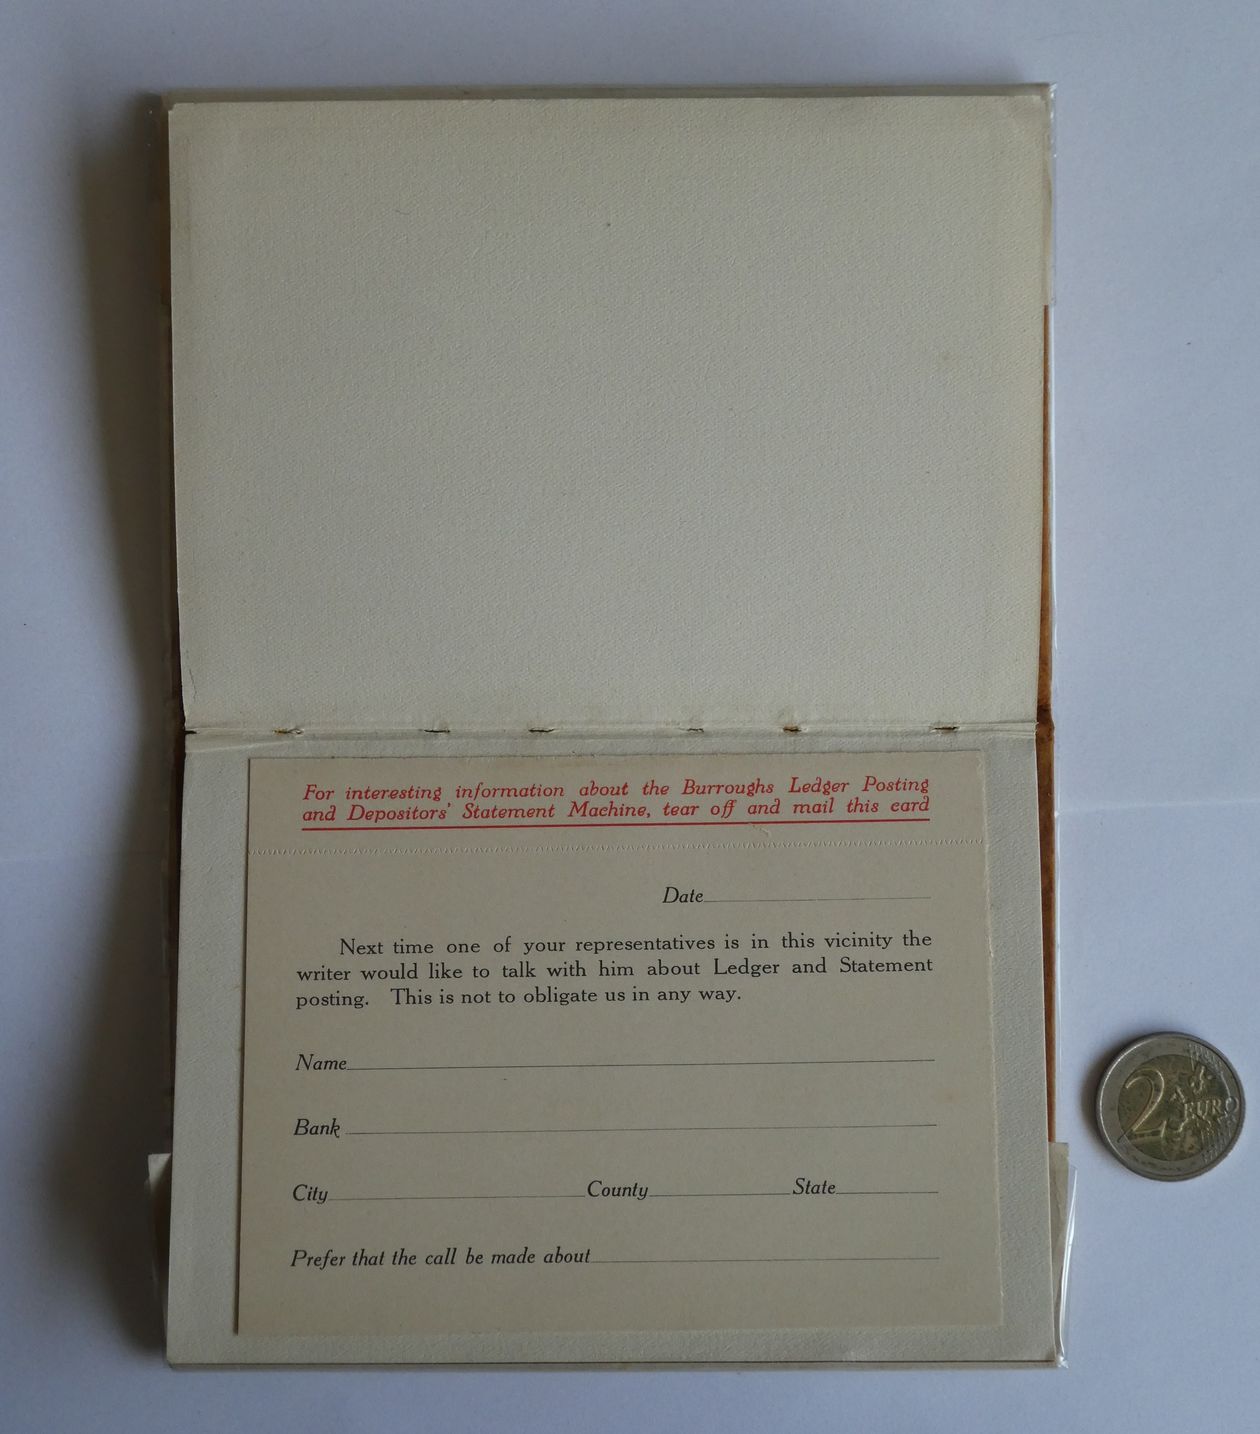 For interesting information about the Burroughs Ledger Posting
and Depositors' Statement Machine, tear off and mail this card
Date
Next time one of your representatives is in this vicinity the
writer would like to talk with him about Ledger and Statement
posting. This is not to obligate us in any way.
Name
Bank
City County State
Prefer that the call be made about
2 EURO